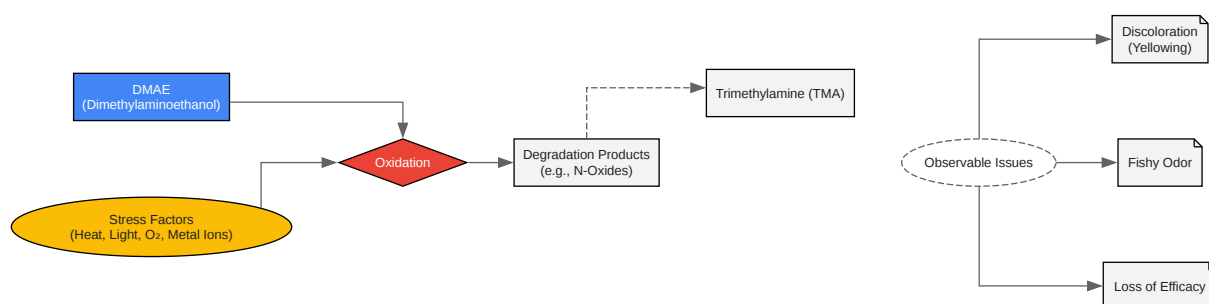 DMAE
(Dimethylaminoethanol)
Stress Factors
(Heat, Light, O₂, Metal Ions)
Oxidation
Degradation Products
(e.g., N-Oxides)
Trimethylamine (TMA)
Observable Issues
Discoloration
(Yellowing)
Fishy Odor
Loss of Efficacy